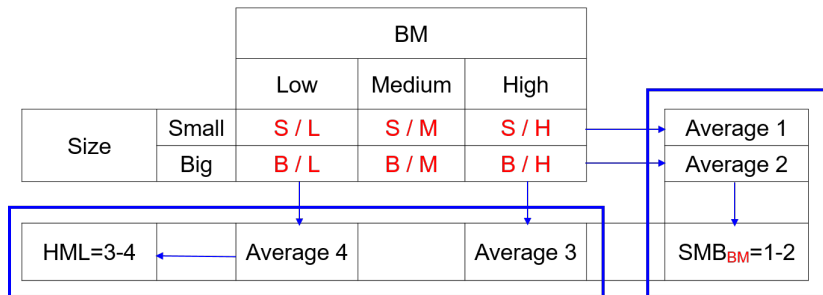 BM
Low Medium High
Size Small S / L S / M S / H Average 1
Big B / L B / M B / H Average 2
HML=3-4 Average 4 Average 3 SMBBM=1-2